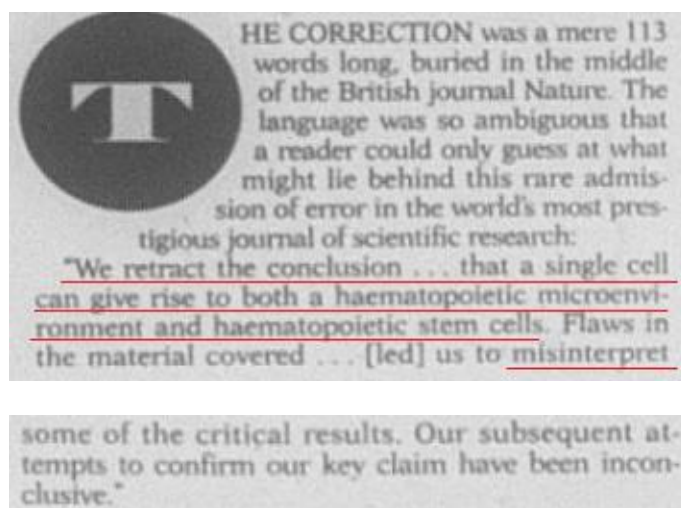 THE CORRECTION was a mere 113
words long, buried in the middle
of the British journal Nature. The
language was so ambiguous that
a reader could only guess at what
might lie behind this rare admis-
sion of error in the world's most pres-
tigious journal of scientific research:
"We retract the conclusion . . . that a single cell
can give rise to both a haematopoietic microenvi-
ronment and haematopoietic stem cells. Flaws in
the material covered . . . [led] us to misinterpret
some of the critical results. Our subsequent at-
tempts to confirm our key claim have been incon-
clusive."